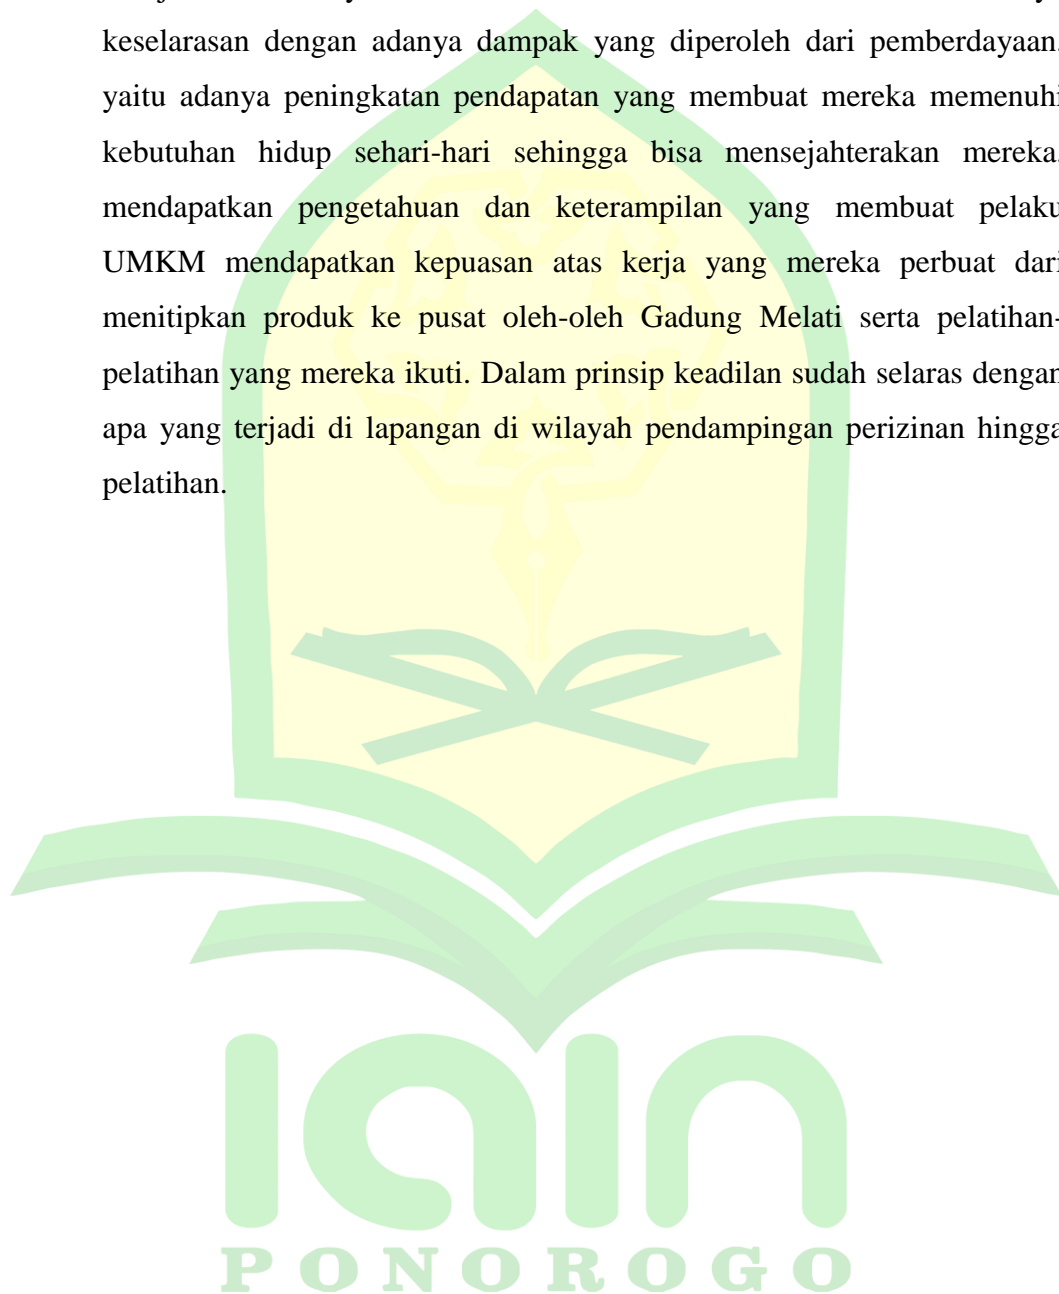 keselarasan dengan adanya dampak yang diperoleh dari pemberdayaan,
yaitu adanya peningkatan pendapatan yang membuat mereka memenuhi
kebutuhan hidup sehari-hari sehingga bisa mensejahterakan mereka,
mendapatkan pengetahuan dan keterampilan yang membuat pelaku
UMKM mendapatkan kepuasan atas kerja yang mereka perbuat dari
menitipkan produk ke pusat oleh-oleh Gadung Melati serta pelatihan-
pelatihan yang mereka ikuti. Dalam prinsip keadilan sudah selaras dengan
apa yang terjadi di lapangan di wilayah pendampingan perizinan hingga
pelatihan.
iain
PONOROGO